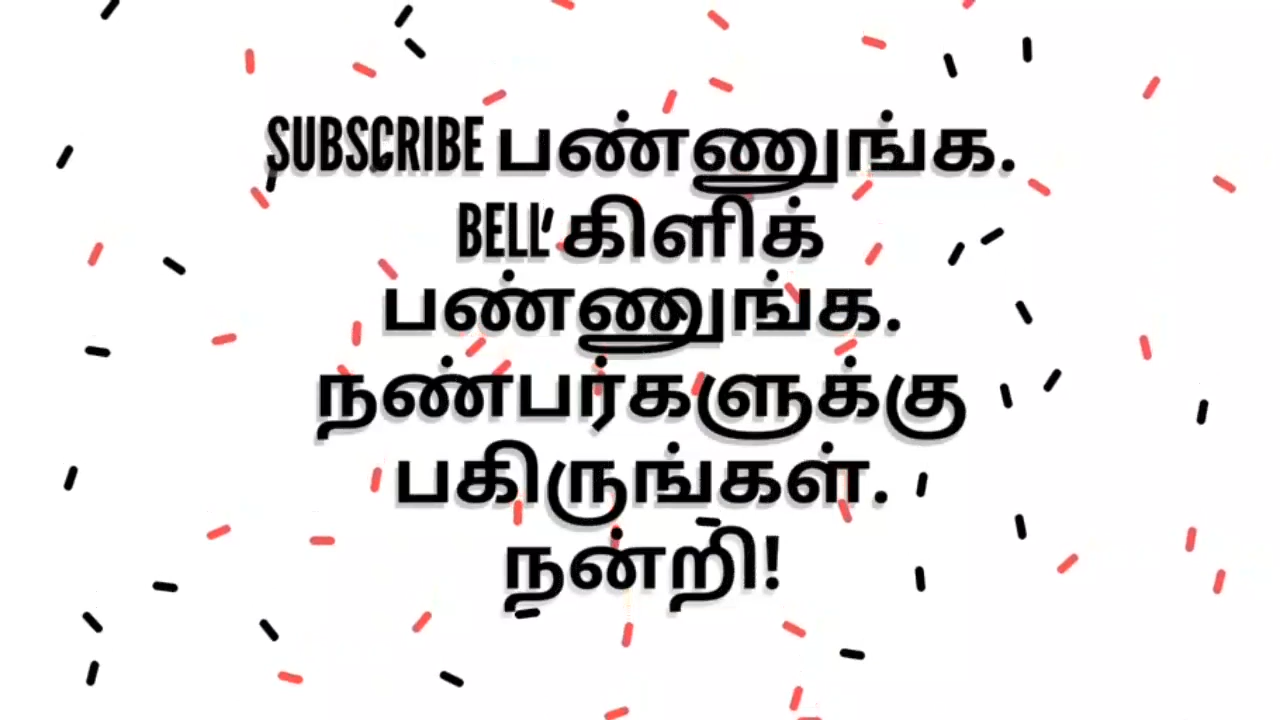 SUBSCRIBE பண்ணுங்க.
BELL' கிளிக்
பண்ணுங்க.
நண்பர்களுக்கு
பகிருங்கள்.
நன்றி!